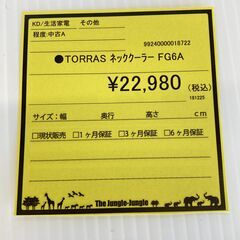 KD/生活家電 その他
程度:中古A
99240000018722
●TORRAS ネッククーラー FG6A
¥22,980(税込)
181225
サイズ: 幅 奥行 高さ cm
□現状販売 □1ヶ月保証 □3ヶ月保証 □6保証
The Jungle-Jungle